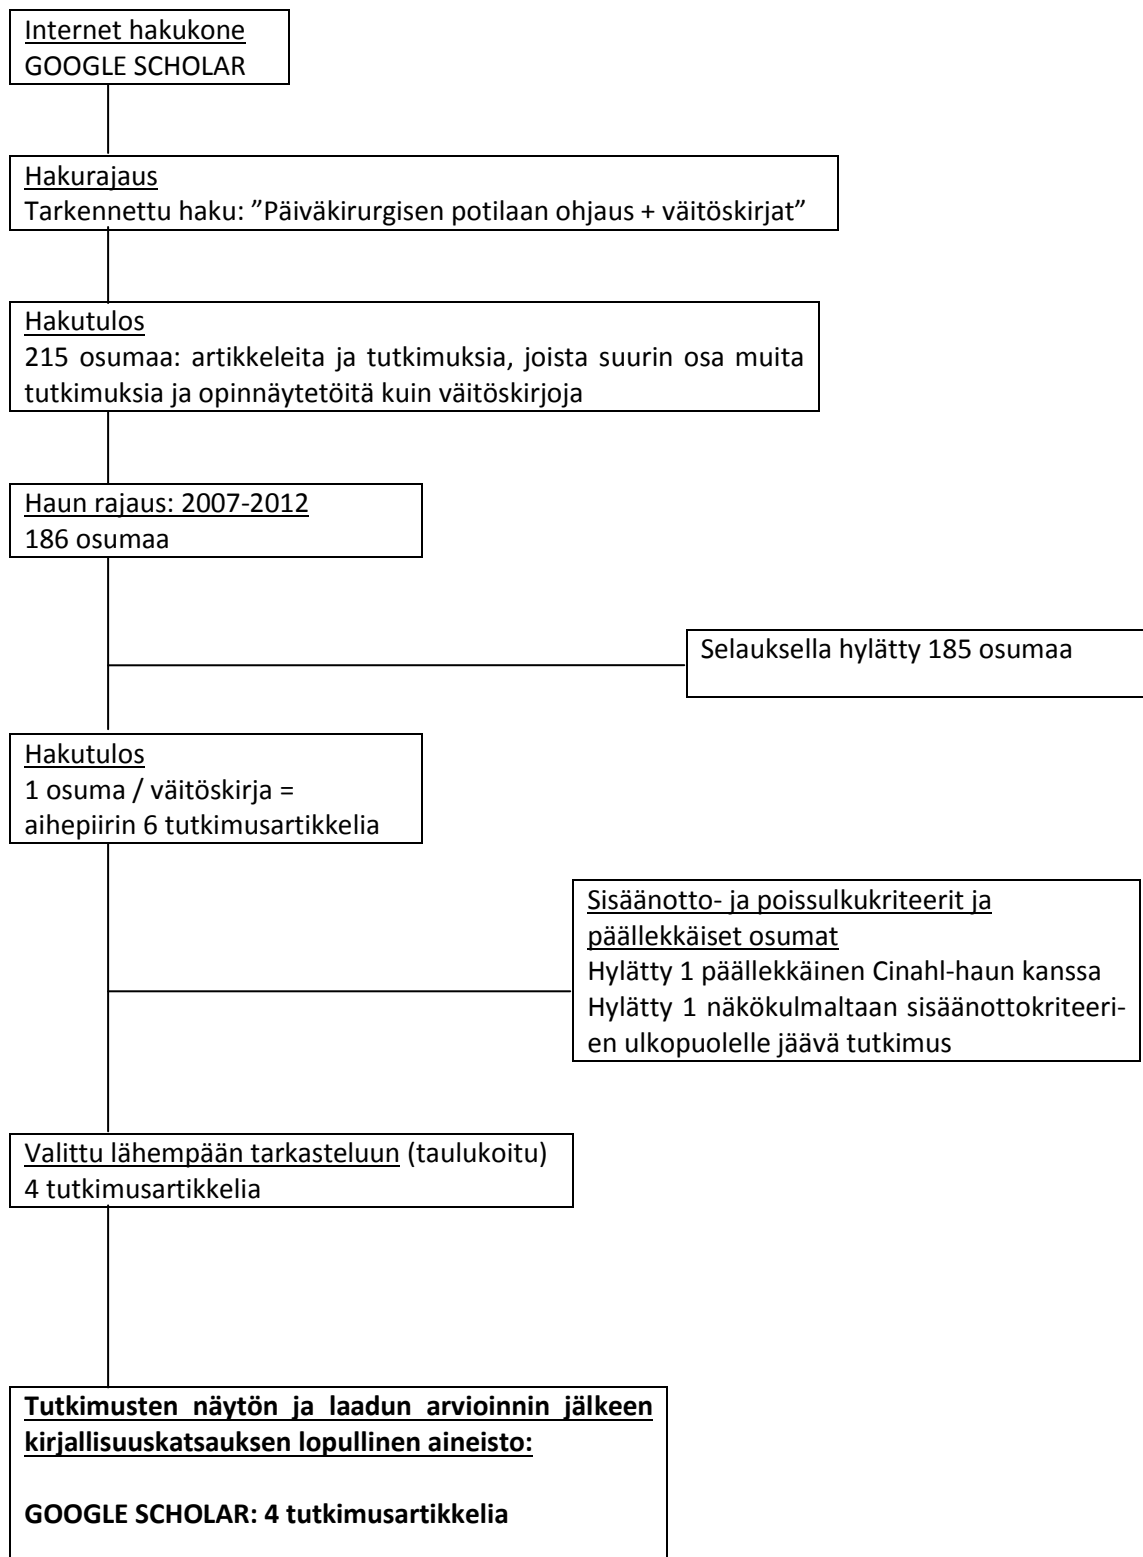 Internet hakukone
GOOGLE SCHOLAR
Hakurajaus
Tarkennettu haku: ”Päiväkirurgisen potilaan ohjaus + väitöskirjat”
Hakutulos
215 osumaa: artikkeleita ja tutkimuksia, joista suurin osa muita
tutkimuksia ja opinnäytetöitä kuin väitöskirjoja
Haun rajaus: 2007-2012
186 osumaa
Selauksella hylätty 185 osumaa
Hakutulos
1 osuma / väitöskirja =
aihepiirin 6 tutkimusartikkelia
Sisäänotto- ja poissulkukriteerit ja
päällekkäiset osumat
Hylätty 1 päällekkäinen Cinahl-haun kanssa
Hylätty 1 näkökulmaltaan sisäänottokriteeri-
en ulkopuolelle jäävä tutkimus
Valittu lähempään tarkasteluun (taulukoitu)
4 tutkimusartikkelia
Tutkimusten näytön ja laadun arvioinnin jälkeen
kirjallisuuskatsauksen lopullinen aineisto:
GOOGLE SCHOLAR: 4 tutkimusartikkelia